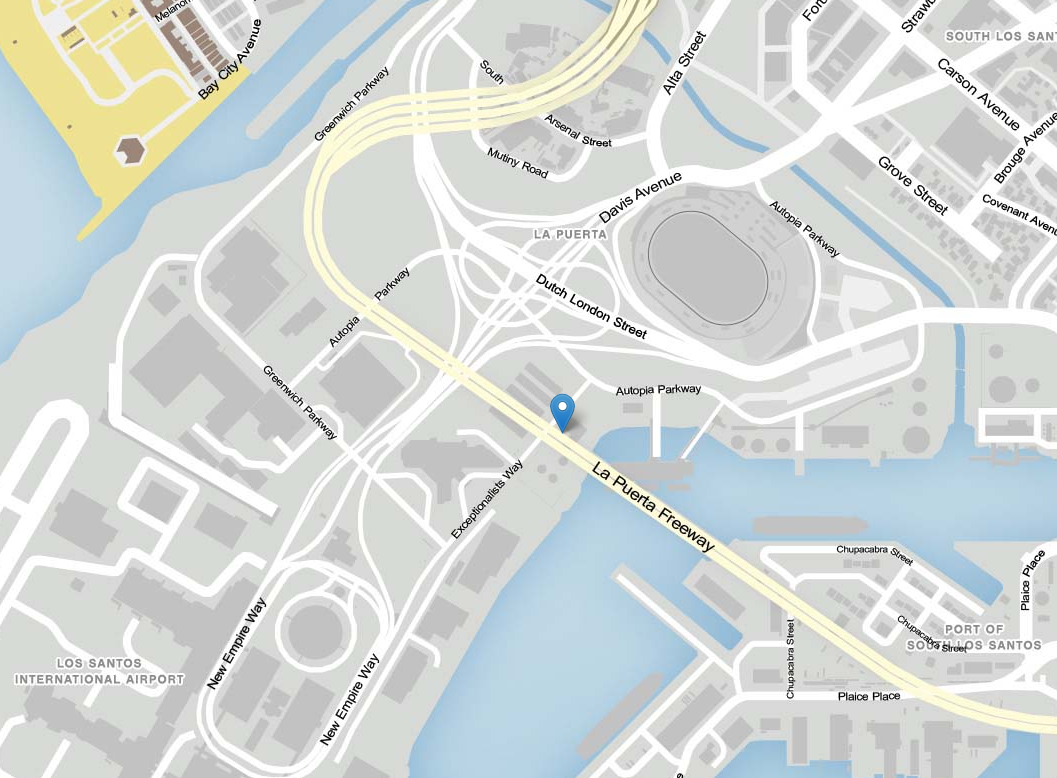 Melanom
Bay City Avenue
Greenwich Parkway
South
Arsenal Street
Mutiny Road
Alta Street
SOUTH LOS SANT
Carson Avenue
Brouge Avenue
Grove Street
Covenant Avenu
Davis Avenue
Autopia Parkway
LA PUERTA
Dutch London Street
Autopia Parkway
Greenwich Parkway
Autopia Parkway
Exceptionalists Way
La Puerta Freeway
Chupacabra Street
Plaice Place
Chupacabra Street
PORT OF
SOUTH LOS SANTOS
Chupacabra Street
Plaice Place
New Empire Way
New Empire Way
LOS SANTOS
INTERNATIONAL AIRPORT